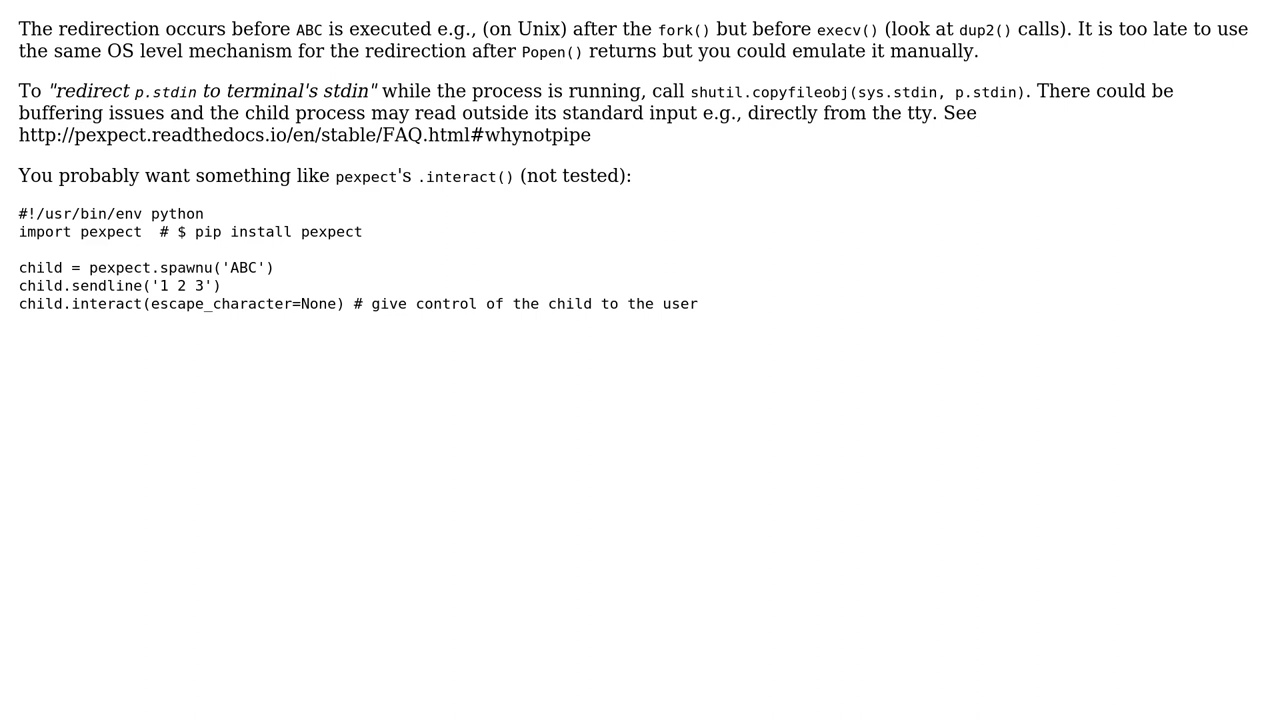 The redirection occurs before ABC is executed e.g., (on Unix) after the fork() but before execv() (look at dup2() calls). It is too late to use
the same OS level mechanism for the redirection after Popen() returns but you could emulate it manually.
To "redirect p.stdin to terminal's stdin" while the process is running, call shutil.copyfileobj(sys.stdin, p.stdin). There could be
buffering issues and the child process may read outside its standard input e.g., directly from the tty. See
http://pexpect.readthedocs.io/en/stable/FAQ.html#whynotpipe
You probably want something like pexpect's .interact() (not tested):
#!/usr/bin/env python
import pexpect  # $ pip install pexpect
child = pexpect.spawnu('ABC')
child.sendline('1 2 3')
child.interact(escape_character=None) # give control of the child to the user